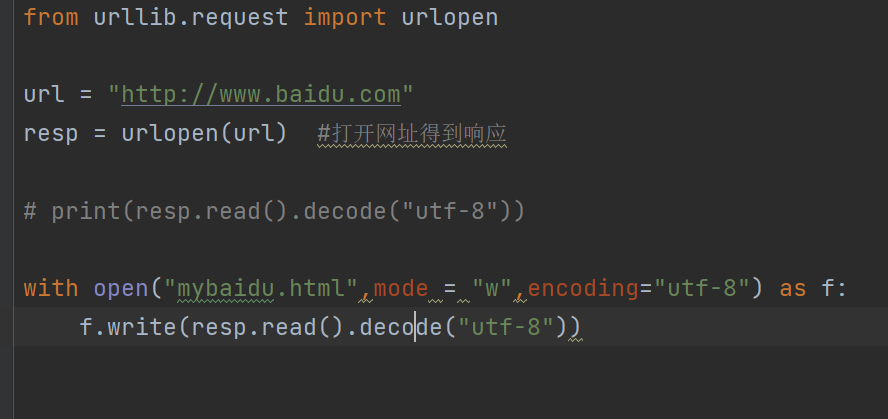 from urllib.request import urlopen
url = "http://www.baidu.com"
resp = urlopen(url)  #打开网址得到响应
# print(resp.read().decode("utf-8"))
with open("mybaidu.html",mode = "w",encoding="utf-8") as f:
    f.write(resp.read().decode("utf-8"))